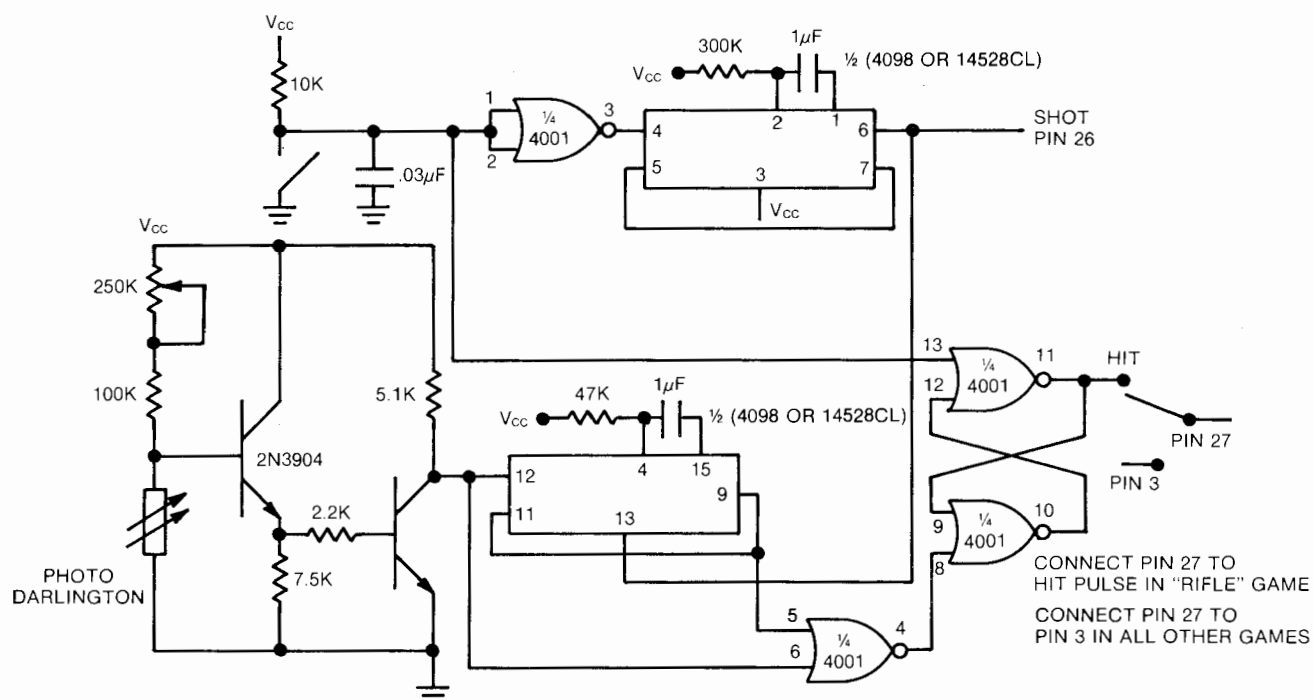 VCC
10K
.03µF
1
2
¼
4001
3
VCC
300K
1µF
½ (4098 OR 14528CL)
4
5
2
1
3
6
7
VCC
SHOT
PIN 26
VCC
250K
100K
2N3904
PHOTO
DARLINGTON
2.2K
7.5K
5.1K
VCC
47K
1µF
½ (4098 OR 14528CL)
12
11
4
15
13
9
5
6
¼
4001
4
13
12
¼
4001
11
HIT
PIN 27
PIN 3
9
8
¼
4001
10
CONNECT PIN 27 TO
HIT PULSE IN "RIFLE" GAME
CONNECT PIN 27 TO
PIN 3 IN ALL OTHER GAMES